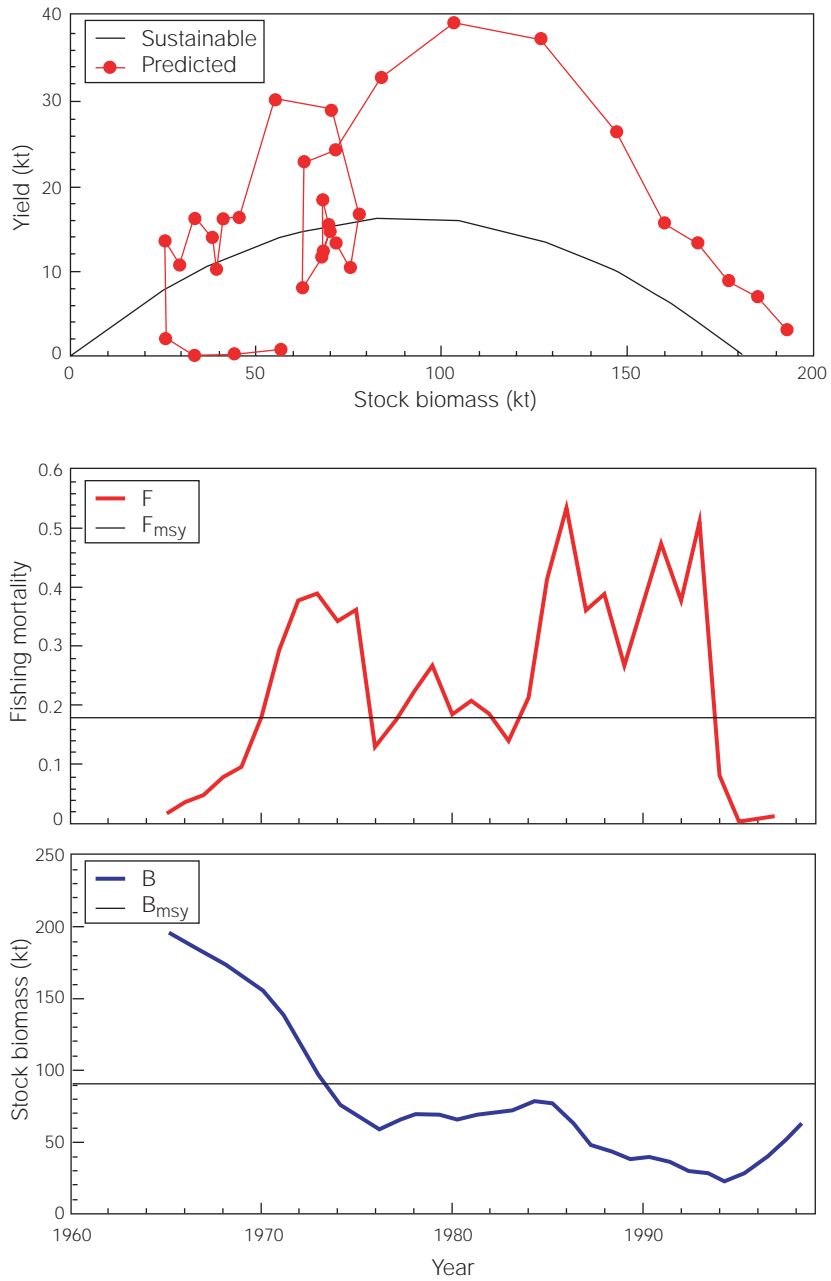 40
Sustainable
Predicted
30
20
10
0
Yield (kt)
0 50 100 150 200
Stock biomass (kt)
0.6
F
Fmsy
0.5
0.4
0.3
0.2
0.1
0
Fishing mortality
250
B
Bmsy
200
150
100
50
0
Stock biomass (kt)
1960 1970 1980 1990
Year